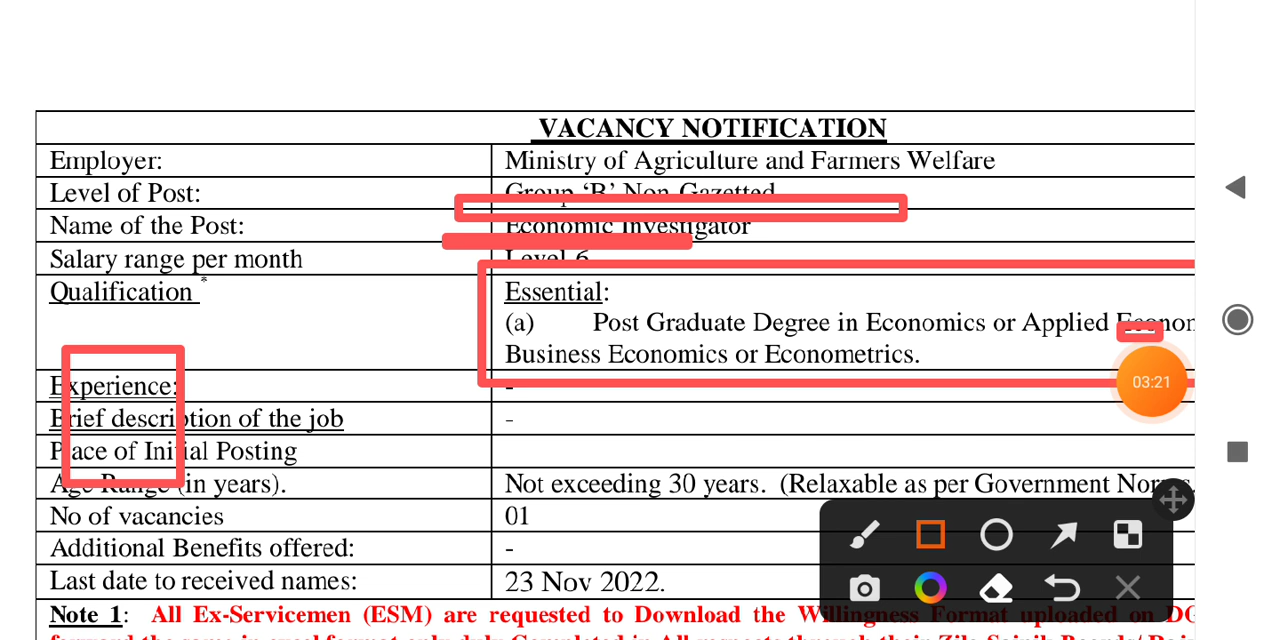 VACANCY NOTIFICATION
Employer: Ministry of Agriculture and Farmers Welfare
Level of Post: Group ‘B’ Non-Gazetted
Name of the Post: Economic Investigator
Salary range per month Level 6
Qualification * Essential:
(a) Post Graduate Degree in Economics or Applied Econom
Business Economics or Econometrics.
Experience: -
03:21
Brief description of the job -
Place of Initial Posting
Age Range (in years). Not exceeding 30 years. (Relaxable as per Government Norms
No of vacancies 01
Additional Benefits offered: -
Last date to received names: 23 Nov 2022.
Note 1: All Ex-Servicemen (ESM) are requested to Download the Willingness Format uploaded on DG